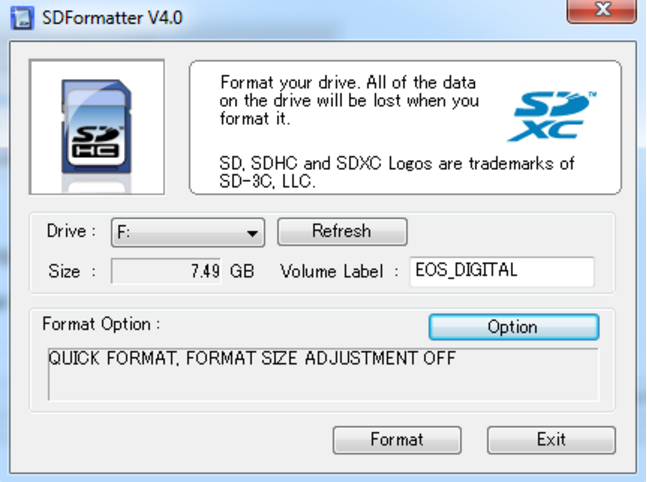 SDFormatter V4.0
Format your drive. All of the data
on the drive will be lost when you
format it.
SD, SDHC and SDXC Logos are trademarks of
SD-3C, LLC.
SD
HC
SD
XC
TM
Drive : F: Refresh
Size : 7.49 GB Volume Label : EOS_DIGITAL
Format Option : Option
QUICK FORMAT, FORMAT SIZE ADJUSTMENT OFF
Format Exit